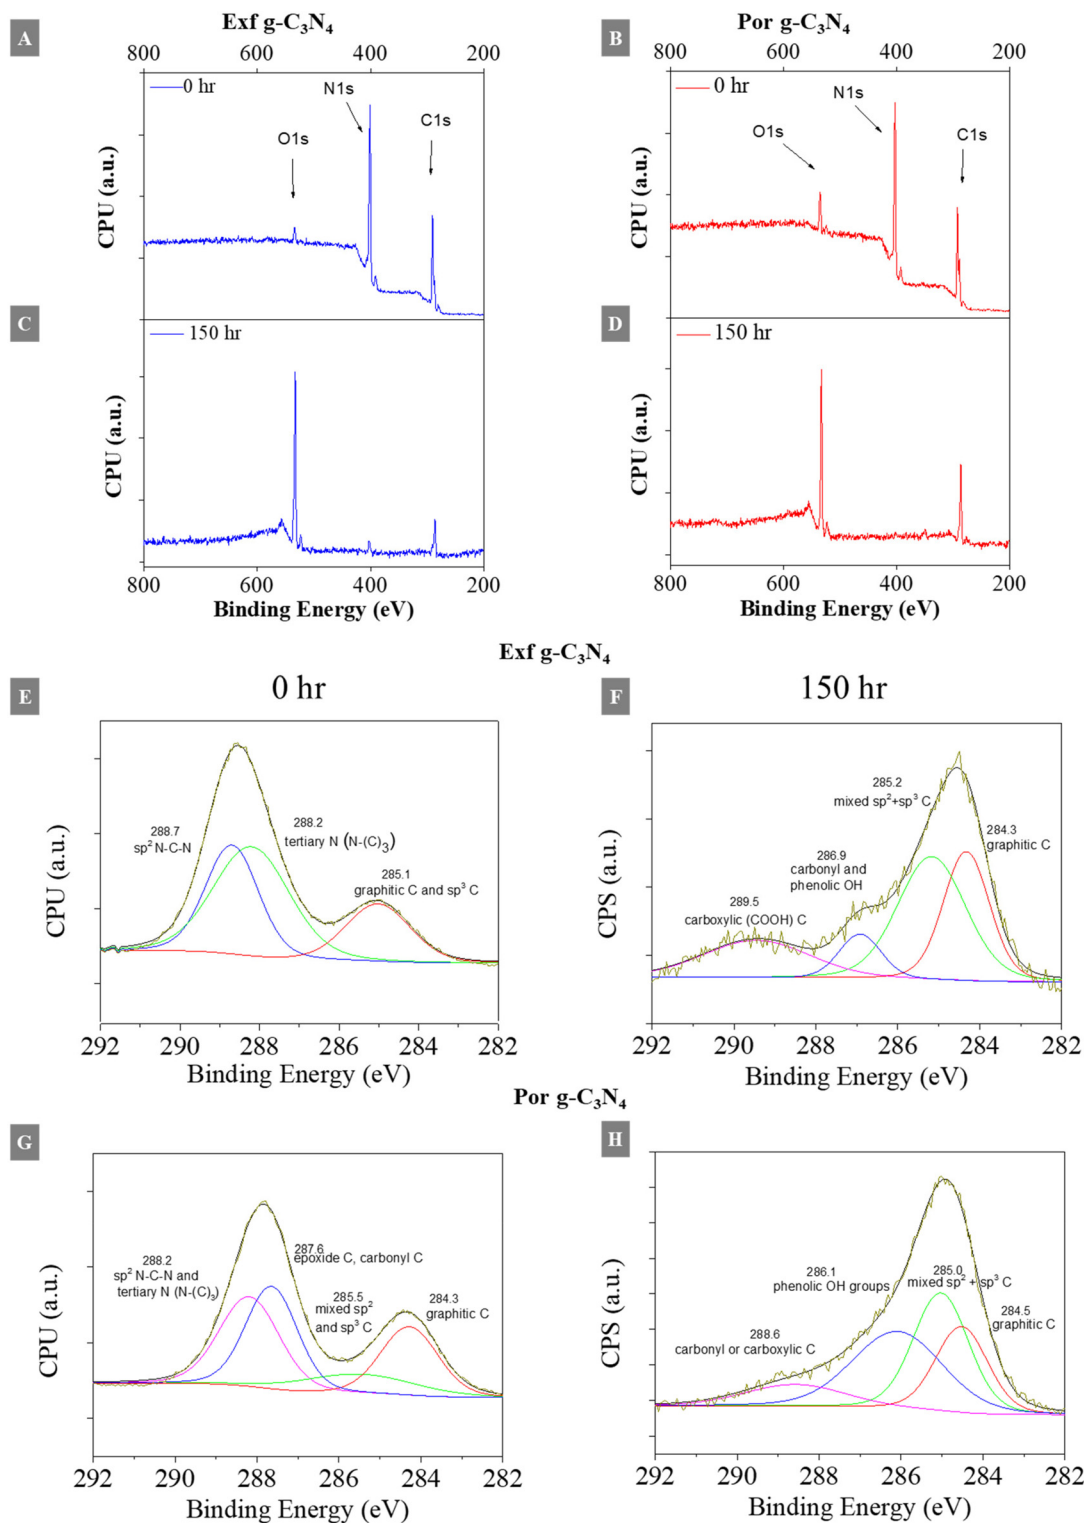 Exf g-C₃N₄
Por g-C₃N₄
A
B
800 600 400 200
800 600 400 200
0 hr
N1s
O1s
C1s
CPU (a.u.)
0 hr
N1s
O1s
C1s
CPU (a.u.)
C
D
150 hr
CPU (a.u.)
800 600 400 200
Binding Energy (eV)
150 hr
CPU (a.u.)
800 600 400 200
Binding Energy (eV)
Exf g-C₃N₄
E
0 hr
F
150 hr
288.7
sp² N-C-N
288.2
tertiary N (N-(C)₃)
285.1
graphitic C and sp³ C
CPU (a.u.)
292 290 288 286 284 282
Binding Energy (eV)
285.2
mixed sp²+sp³ C
284.3
graphitic C
286.9
carbonyl and
phenolic OH
289.5
carboxylic (COOH) C
CPS (a.u.)
292 290 288 286 284 282
Binding Energy (eV)
Por g-C₃N₄
G
H
288.2
sp² N-C-N and
tertiary N (N-(C)₃)
287.6
epoxide C, carbonyl C
285.5
mixed sp²
and sp³ C
284.3
graphitic C
CPU (a.u.)
292 290 288 286 284 282
Binding Energy (eV)
286.1
phenolic OH groups
285.0
mixed sp² + sp³ C
284.5
graphitic C
288.6
carbonyl or carboxylic C
CPS (a.u.)
292 290 288 286 284 282
Binding Energy (eV)